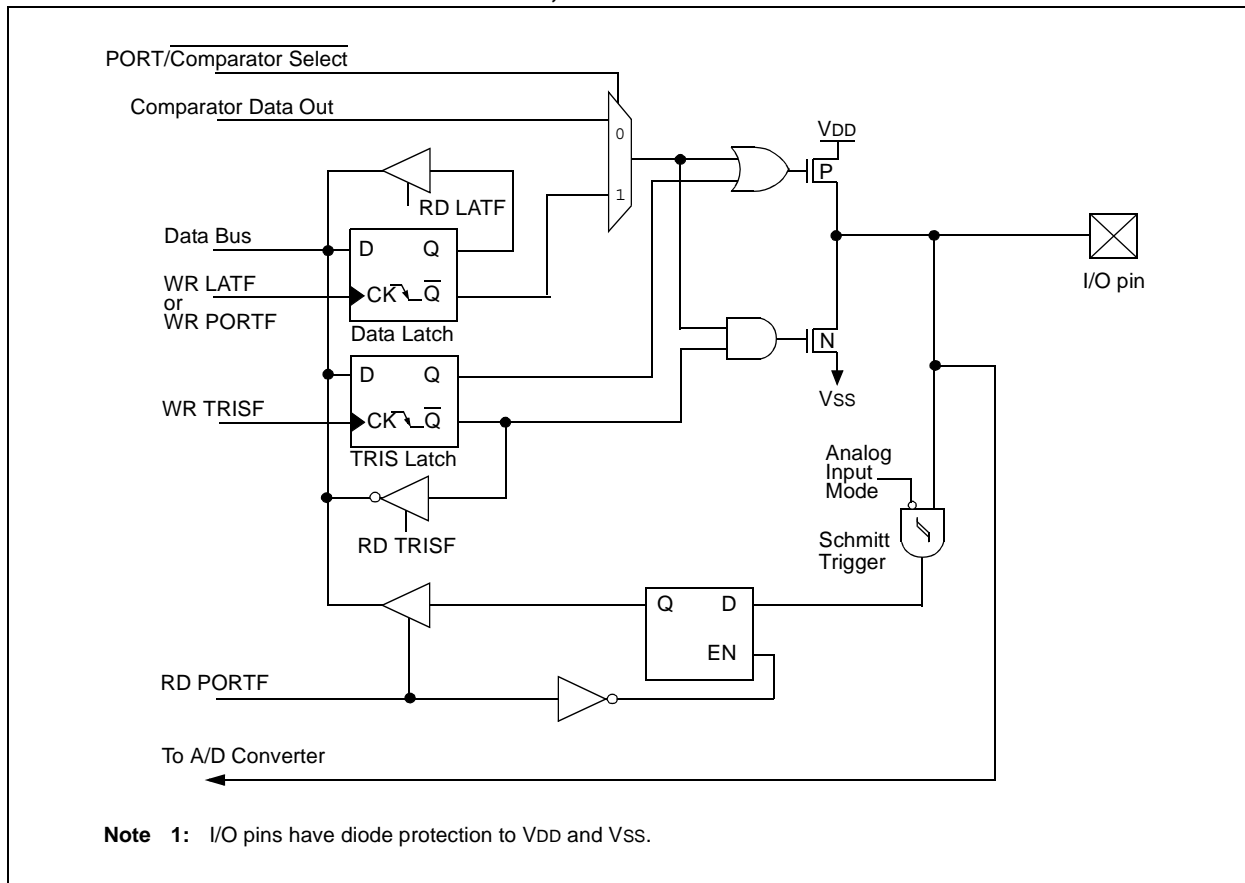 PORT/Comparator Select
Comparator Data Out
0
1
VDD
P
RD LATF
Data Bus
D Q
WR LATF
or
WR PORTF
CK Q
Data Latch
I/O pin
N
VSS
D Q
WR TRISF
CK Q
TRIS Latch
Analog
Input
Mode
RD TRISF
Schmitt
Trigger
Q D
EN
RD PORTF
To A/D Converter
Note 1: I/O pins have diode protection to VDD and VSS.